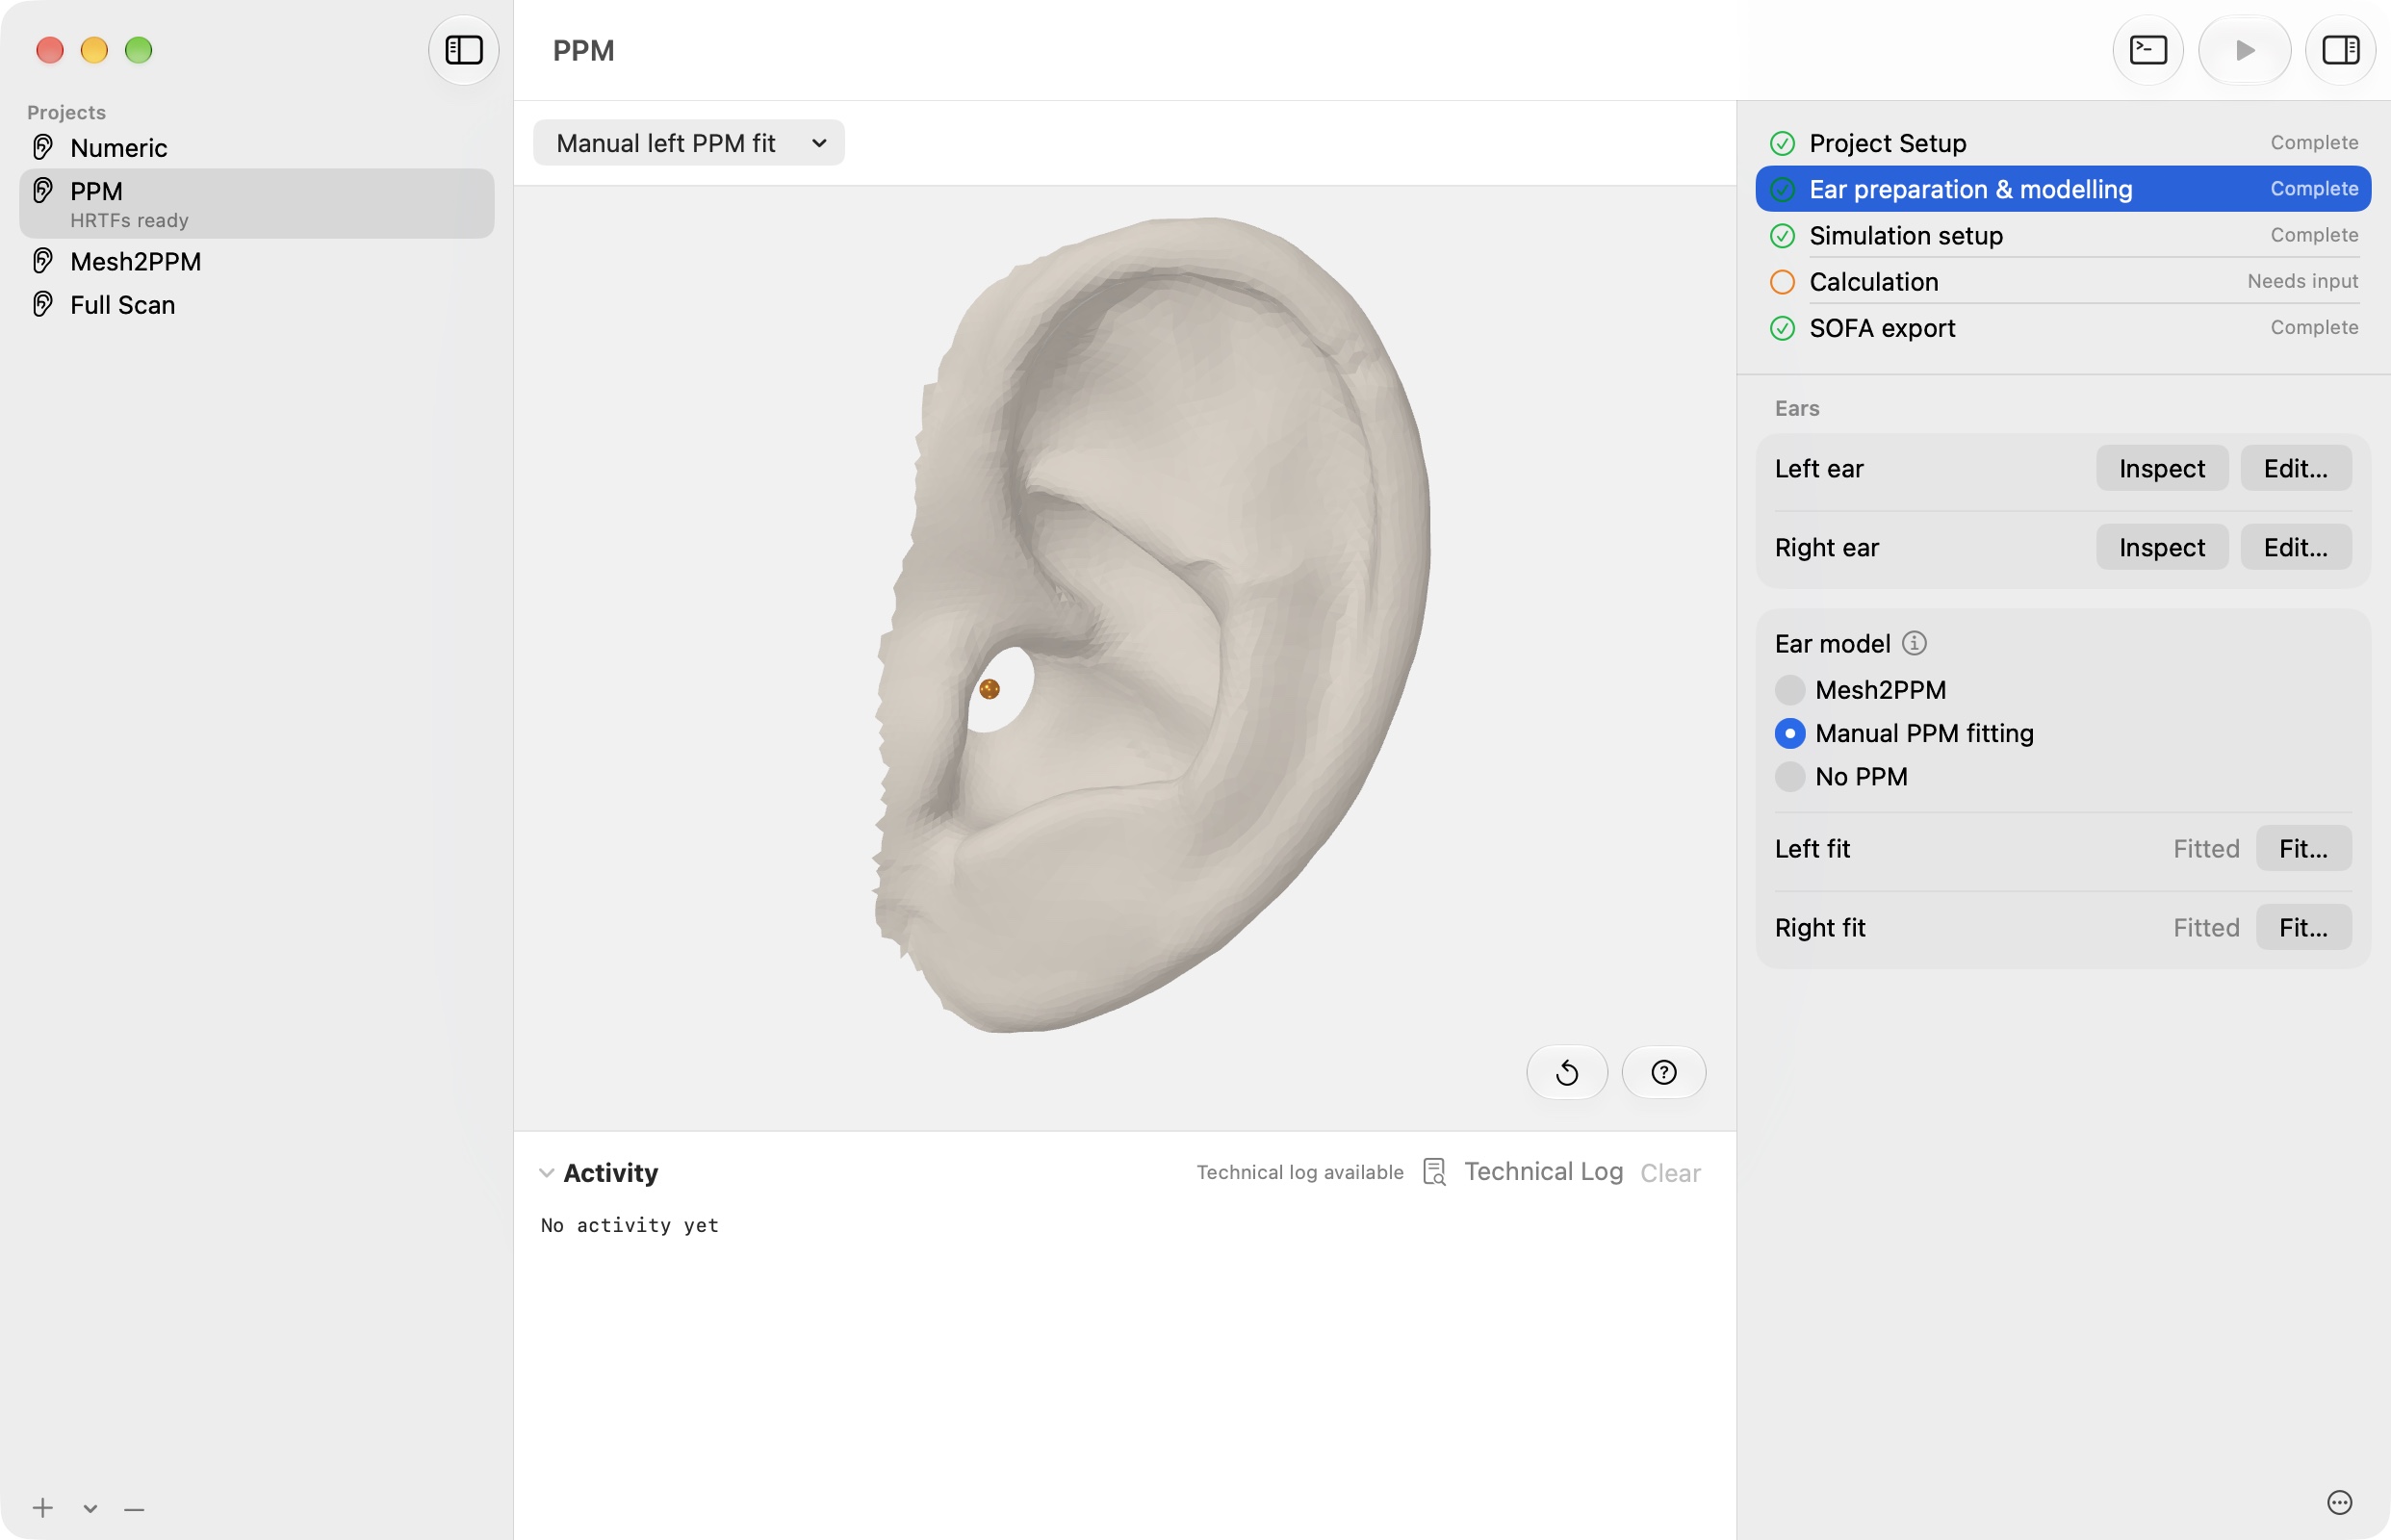 PPM
Projects
Numeric
PPM
HRTFs ready
Mesh2PPM
Full Scan
Manual left PPM fit
Project Setup Complete
Ear preparation & modelling Complete
Simulation setup Complete
Calculation Needs input
SOFA export Complete
Ears
Left ear Inspect Edit...
Right ear Inspect Edit...
Ear model
Mesh2PPM
Manual PPM fitting
No PPM
Left fit Fitted Fit...
Right fit Fitted Fit...
Activity Technical log available Technical Log Clear
No activity yet